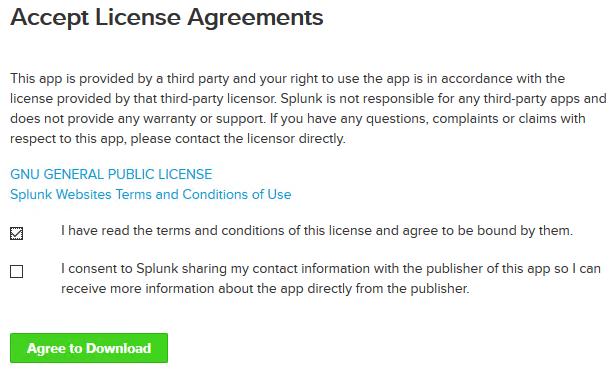 Accept License Agreements
This app is provided by a third party and your right to use the app is in accordance with the
license provided by that third-party licensor. Splunk is not responsible for any third-party apps and
does not provide any warranty or support. If you have any questions, complaints or claims with
respect to this app, please contact the licensor directly.
GNU GENERAL PUBLIC LICENSE
Splunk Websites Terms and Conditions of Use
I have read the terms and conditions of this license and agree to be bound by them.
I consent to Splunk sharing my contact information with the publisher of this app so I can
receive more information about the app directly from the publisher.
Agree to Download